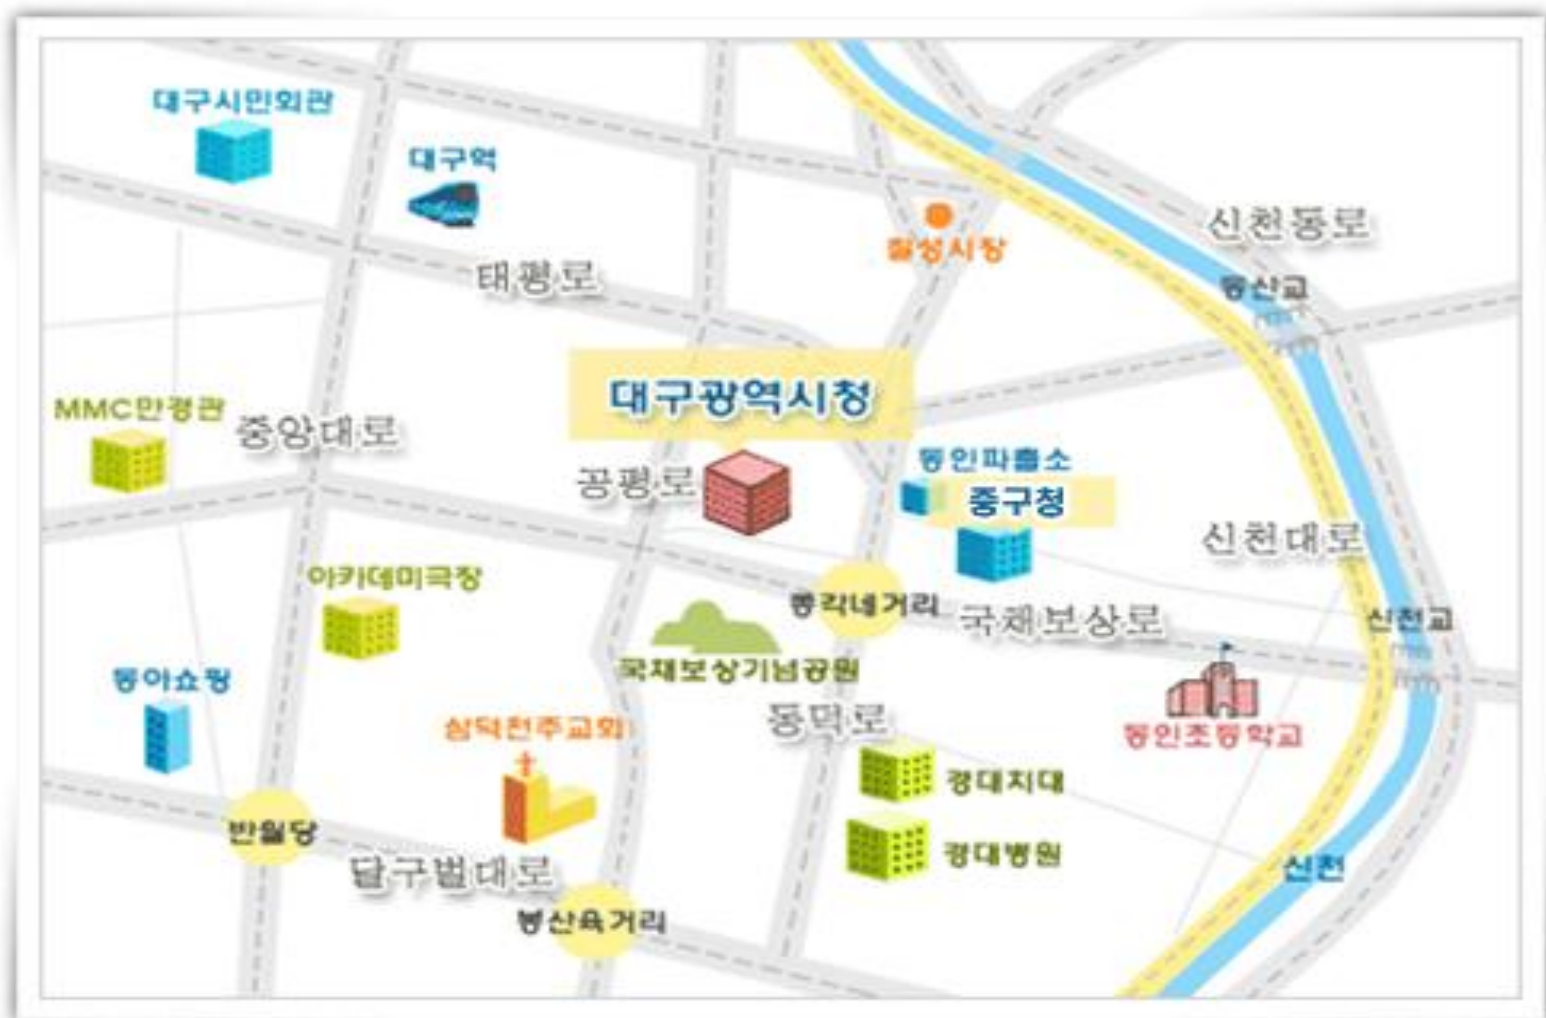 대구시민회관
대구역
신천동로
칠성시장
태평로
동신교
대구광역시청
MMC만경관
중앙대로
동인파출소
공평로
중구청
신천대로
아카데미극장
종각네거리
국채보상로
신천교
국채보상기념공원
동아쇼핑
삼덕천주교회
동덕로
동인초등학교
경대치대
반월당
경대병원
달구벌대로
신천
봉산육거리